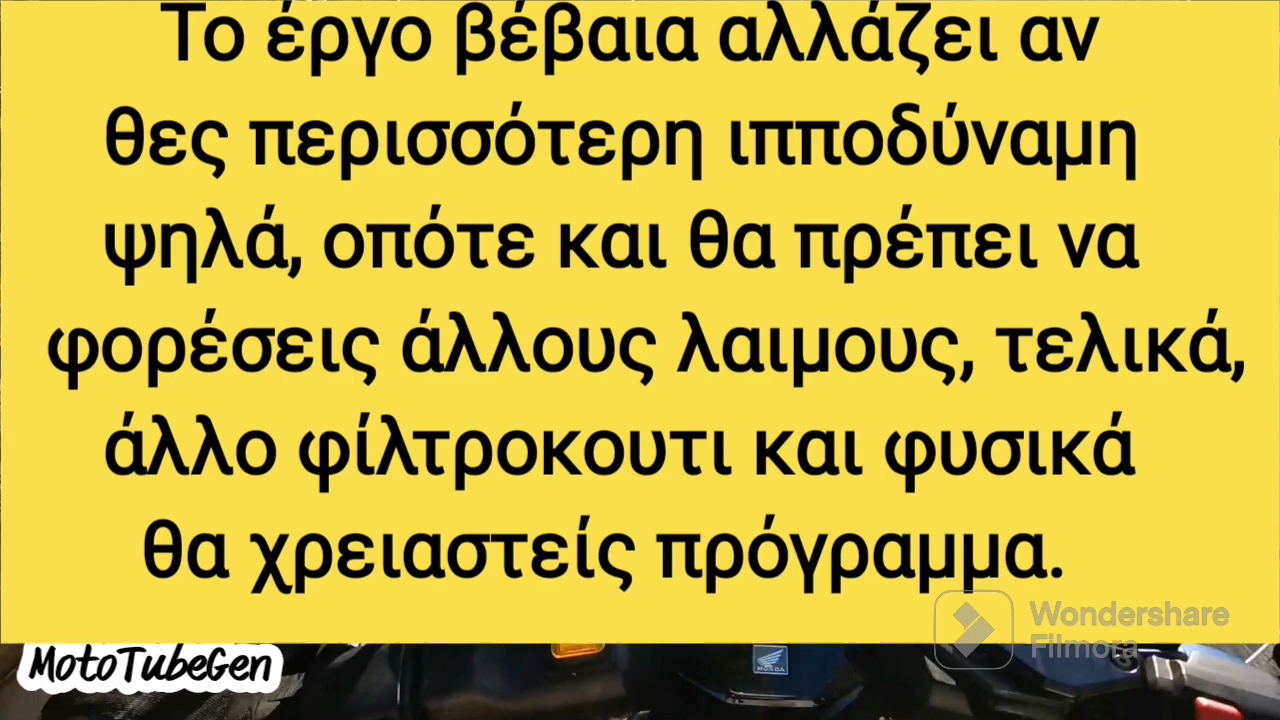 Το έργο βέβαια αλλάζει αν
θες περισσότερη ιπποδύναμη
ψηλά, οπότε και θα πρέπει να
φορέσεις άλλους λαιμους, τελικά,
άλλο φίλτροκουτι και φυσικά
θα χρειαστείς πρόγραμμα.
Wondershare
Filmora
MotoTubeGen
HONDA